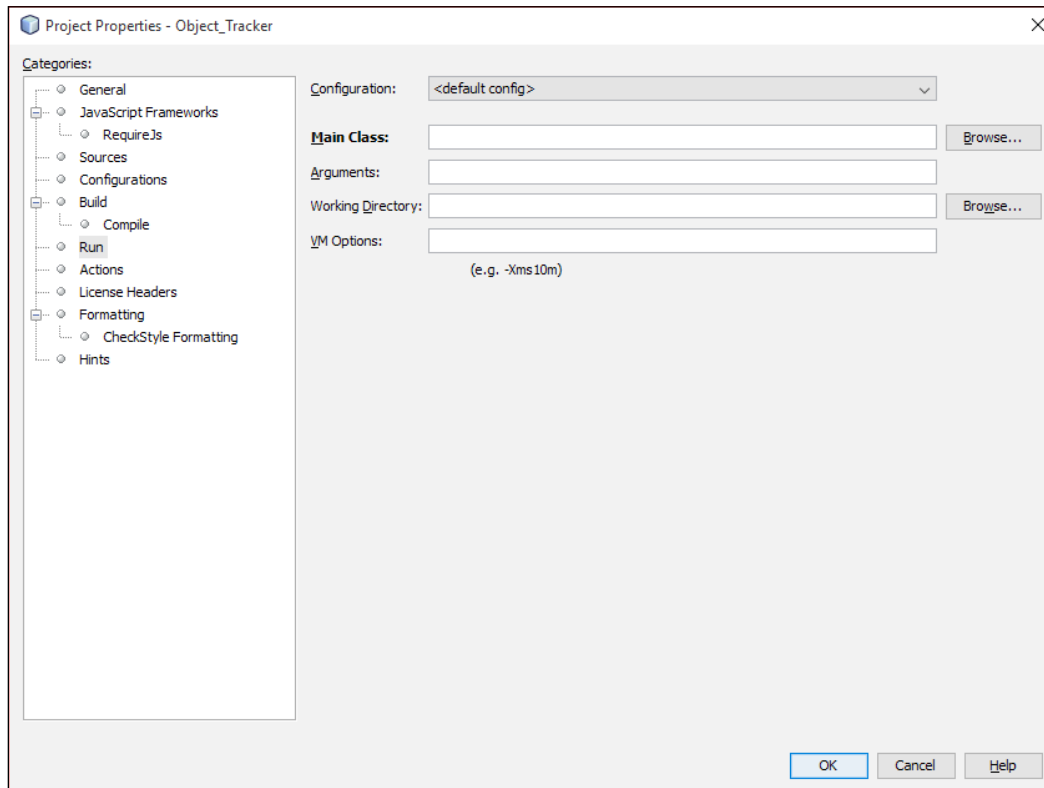 Project Properties - Object_Tracker
Categories:
General
JavaScript Frameworks
RequireJs
Sources
Configurations
Build
Compile
Run
Actions
License Headers
Formatting
CheckStyle Formatting
Hints
Configuration: <default config>
Main Class: Browse...
Arguments:
Working Directory: Browse...
VM Options:
(e.g. -Xms10m)
OK Cancel Help